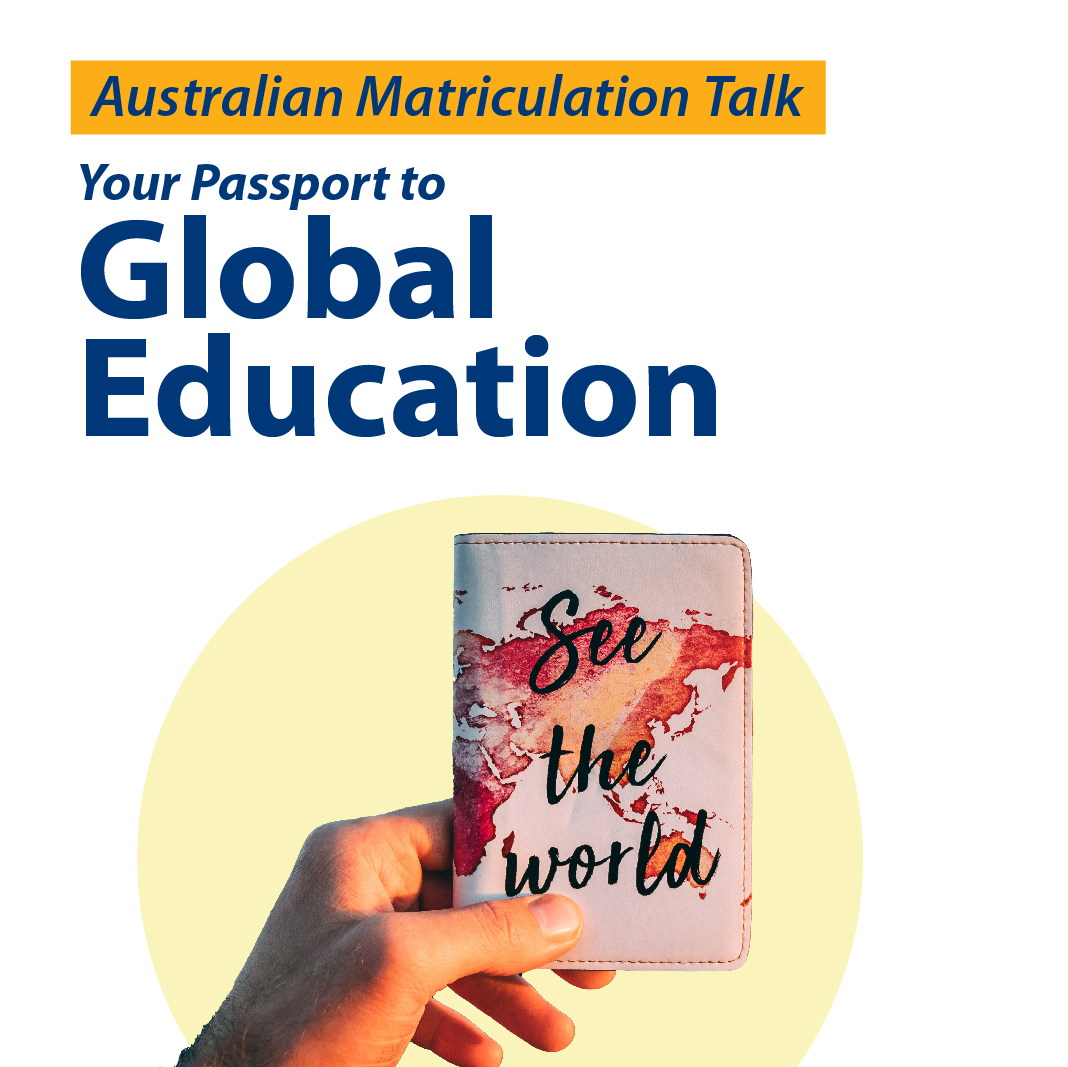 Australian Matriculation Talk
Your Passport to
Global
Education
See
the
world